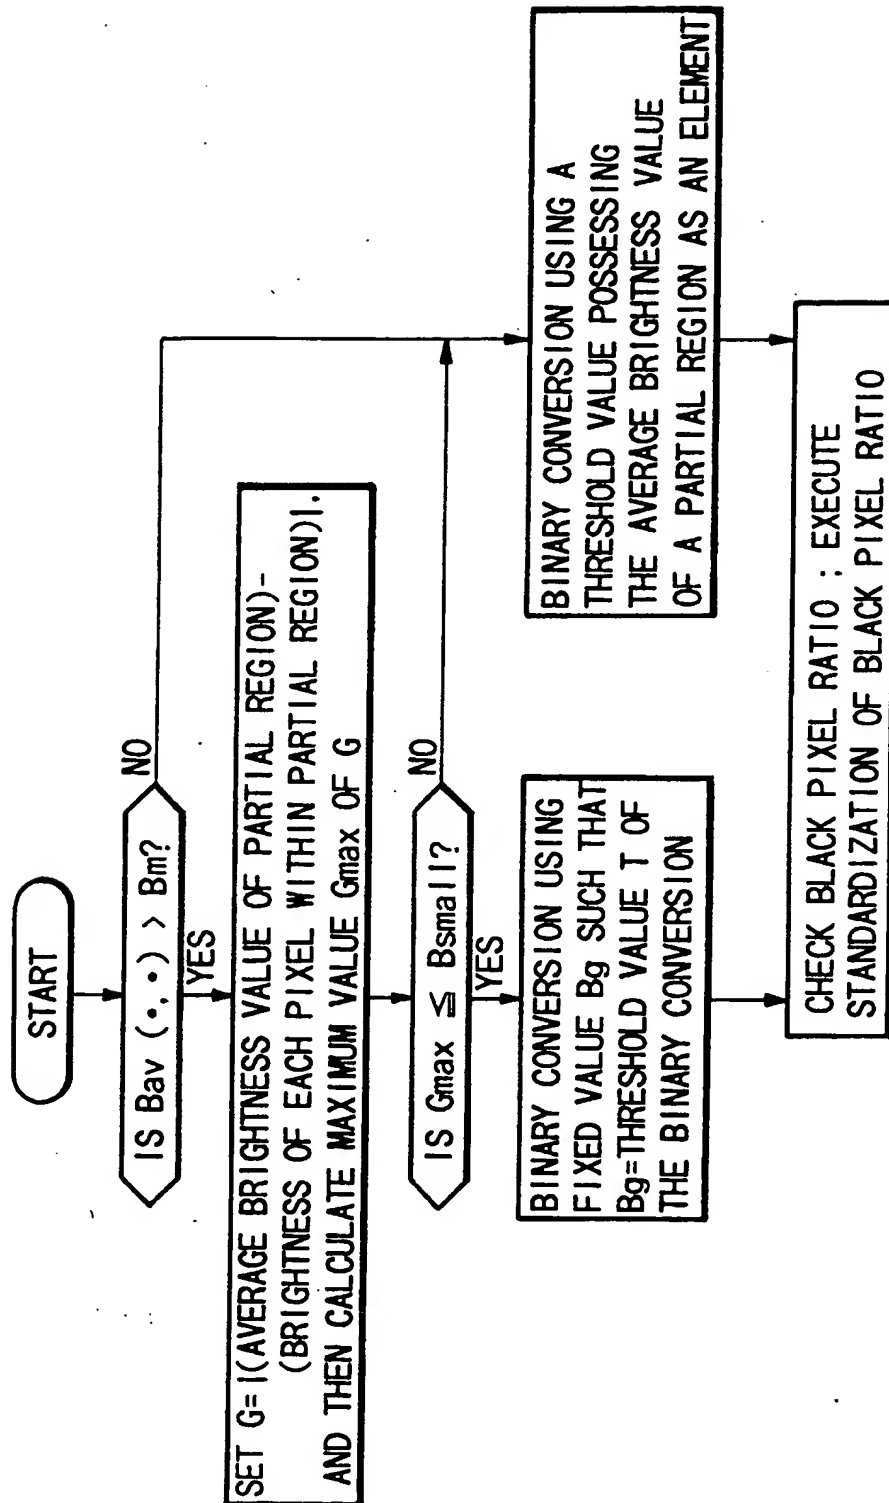 START
IS Bav (•,•) > Bm?
NO
YES
SET G=|(AVERAGE BRIGHTNESS VALUE OF PARTIAL REGION)-
(BRIGHTNESS OF EACH PIXEL WITHIN PARTIAL REGION)|.
AND THEN CALCULATE MAXIMUM VALUE Gmax OF G
IS Gmax ≦ Bsmall?
NO
YES
BINARY CONVERSION USING
FIXED VALUE Bg SUCH THAT
Bg=THRESHOLD VALUE T OF
THE BINARY CONVERSION
BINARY CONVERSION USING A
THRESHOLD VALUE POSSESSING
THE AVERAGE BRIGHTNESS VALUE
OF A PARTIAL REGION AS AN ELEMENT
CHECK BLACK PIXEL RATIO ; EXECUTE
STANDARDIZATION OF BLACK PIXEL RATIO